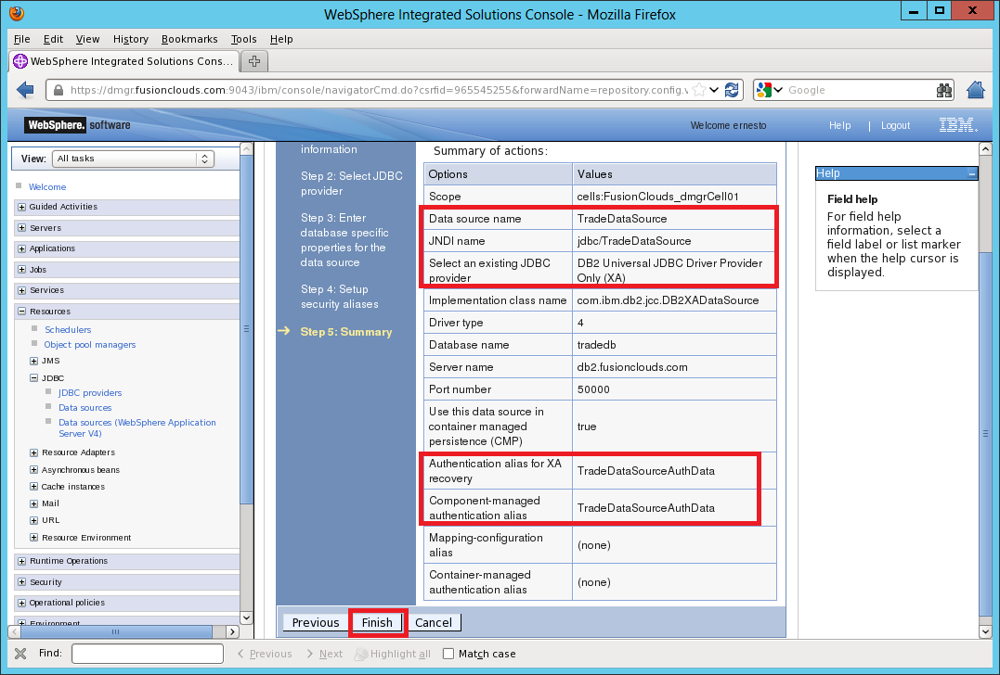 WebSphere Integrated Solutions Console - Mozilla Firefox
File Edit View History Bookmarks Tools Help
WebSphere Integrated Solutions Cons...
https://dmgr.fusionclouds.com:9043/ibm/console/navigatorCmd.do?csrfid=965545255&forwardName=repository.config.v
Google
WebSphere. software
Welcome ernesto
Help | Logout
IBM.
View: All tasks
Welcome
Guided Activities
Servers
Applications
Jobs
Services
Resources
Schedulers
Object pool managers
JMS
JDBC
JDBC providers
Data sources
Data sources (WebSphere Application
Server V4)
Resource Adapters
Asynchronous beans
Cache instances
Mail
URL
Resource Environment
Runtime Operations
Security
Operational policies
Environment
information
Step 2: Select JDBC
provider
Step 3: Enter
database specific
properties for the
data source
Step 4: Setup
security aliases
Step 5: Summary
Summary of actions:
Options Values
Scope cells:FusionClouds_dmgrCell01
Data source name TradeDataSource
JNDI name jdbc/TradeDataSource
Select an existing JDBC DB2 Universal JDBC Driver Provider
provider Only (XA)
Implementation class name com.ibm.db2.jcc.DB2XADataSource
Driver type 4
Database name tradedb
Server name db2.fusionclouds.com
Port number 50000
Use this data source in
container managed true
persistence (CMP)
Authentication alias for XA
recovery TradeDataSourceAuthData
Component-managed
authentication alias TradeDataSourceAuthData
Mapping-configuration
alias (none)
Container-managed
authentication alias (none)
Previous Finish Cancel
Help
Field help
For field help
information, select a
field label or list marker
when the help cursor is
displayed.
Find: Previous Next Highlight all Match case